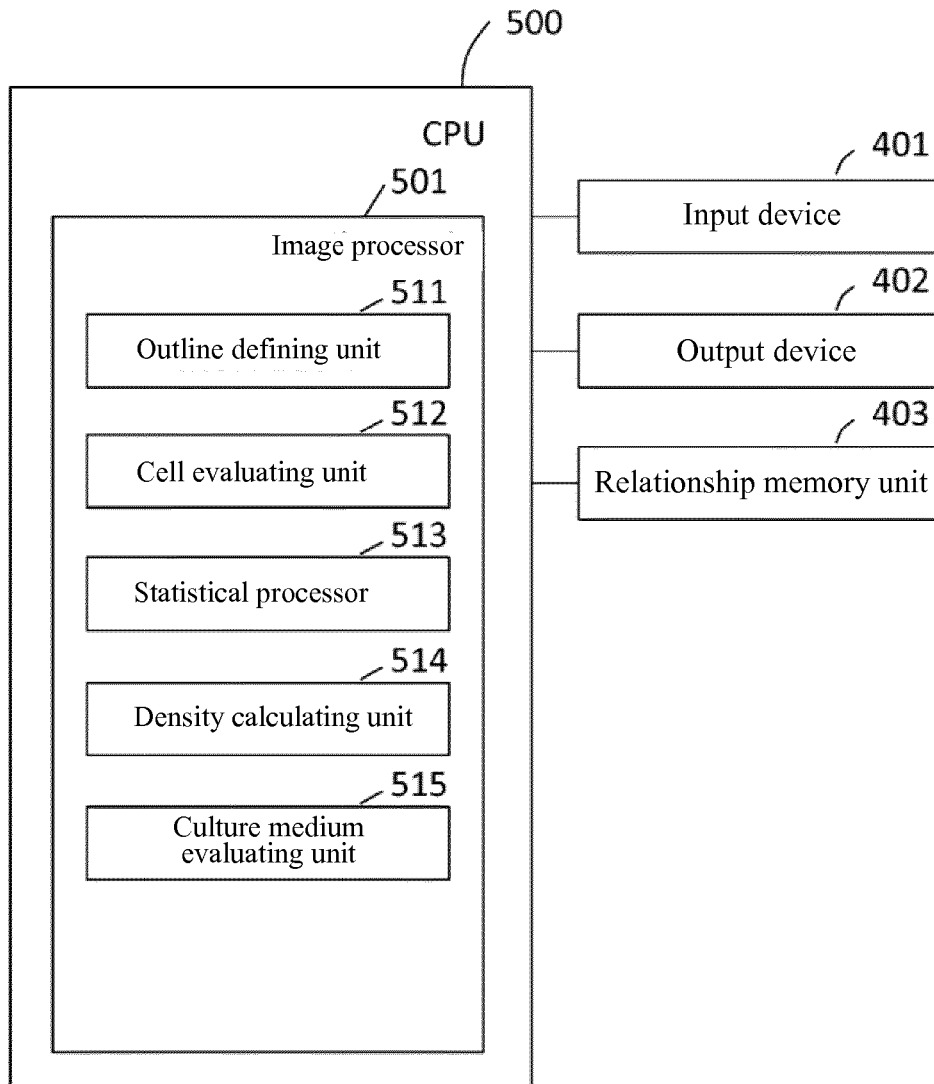 500
CPU
401
Input device
501
Image processor
402
Output device
511
Outline defining unit
403
Relationship memory unit
512
Cell evaluating unit
513
Statistical processor
514
Density calculating unit
515
Culture medium
evaluating unit